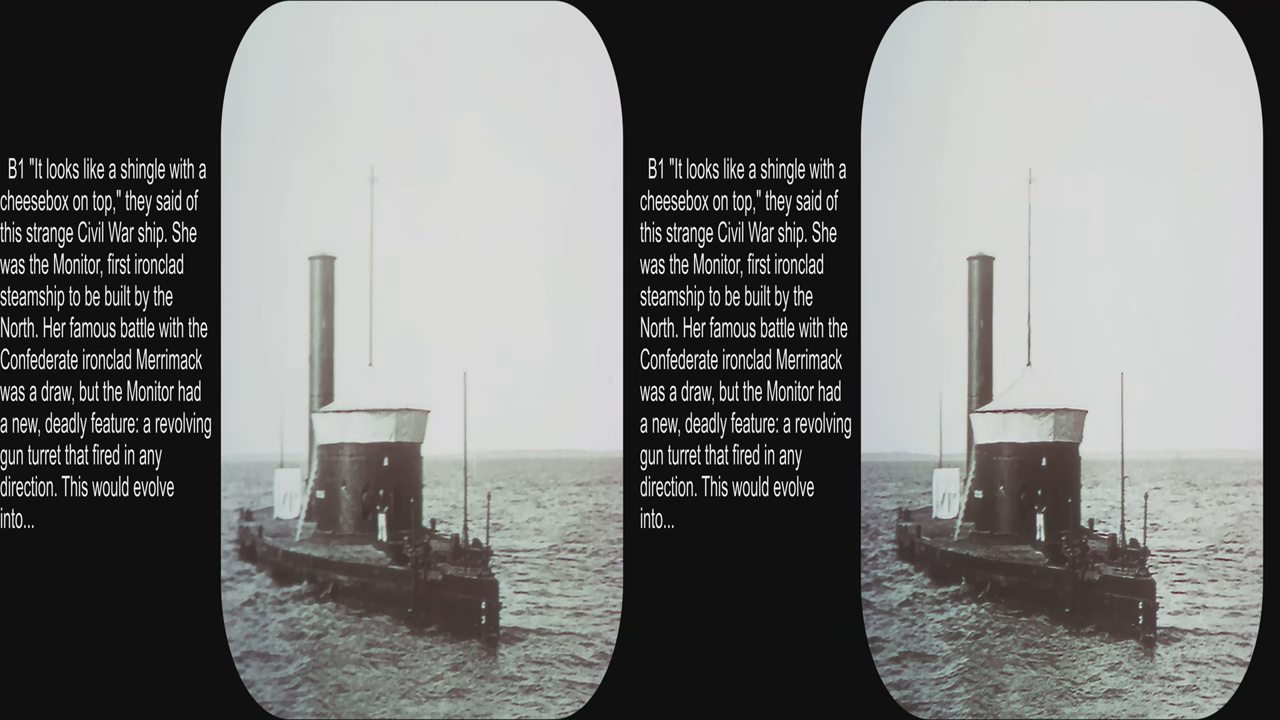 B1 "It looks like a shingle with a
cheesebox on top," they said of
this strange Civil War ship. She
was the Monitor, first ironclad
steamship to be built by the
North. Her famous battle with the
Confederate ironclad Merrimack
was a draw, but the Monitor had
a new, deadly feature: a revolving
gun turret that fired in any
direction. This would evolve
into...
B1 "It looks like a shingle with a
cheesebox on top," they said of
this strange Civil War ship. She
was the Monitor, first ironclad
steamship to be built by the
North. Her famous battle with the
Confederate ironclad Merrimack
was a draw, but the Monitor had
a new, deadly feature: a revolving
gun turret that fired in any
direction. This would evolve
into...